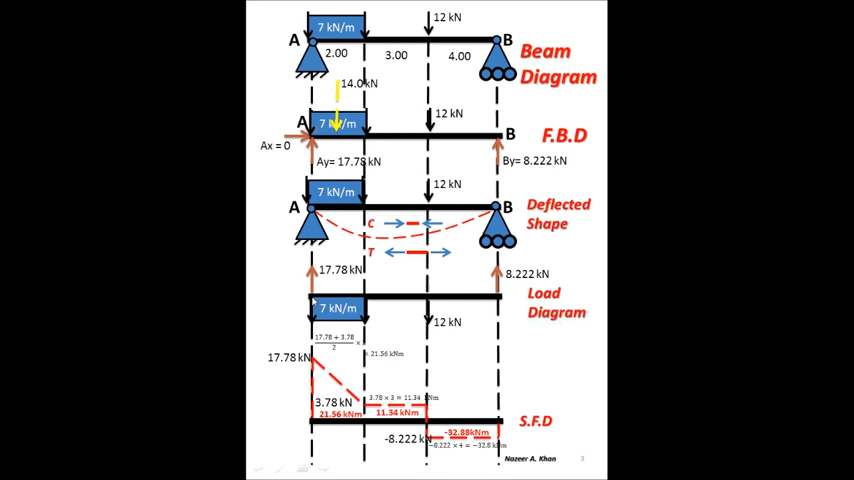 12 kN
7 kN/m
A
B
2.00
3.00
4.00
Beam
Diagram
14.0 kN
12 kN
A
B
F.B.D
Ax = 0
Ay= 17.78 kN
By= 8.222 kN
12 kN
7 kN/m
A
B
Deflected
Shape
C
T
17.78 kN
8.222 kN
Load
Diagram
7 kN/m
12 kN
17.78 + 3.78
2
= 21.56 kNm
17.78 kN
3.78 kN
21.56 kNm
3.78 × 3 = 11.34 kNm
11.34 kNm
S.F.D
-32.88kNm
-8.222 kN
−8.222 × 4 = −32.8 kNm
Nazeer A. Khan
3